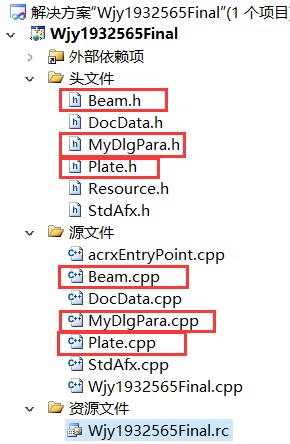 解决方案"Wjy1932565Final"(1 个项目
Wjy1932565Final
外部依赖项
头文件
Beam.h
DocData.h
MyDlgPara.h
Plate.h
Resource.h
StdAfx.h
源文件
acrxEntryPoint.cpp
Beam.cpp
DocData.cpp
MyDlgPara.cpp
Plate.cpp
StdAfx.cpp
Wjy1932565Final.cpp
资源文件
Wjy1932565Final.rc